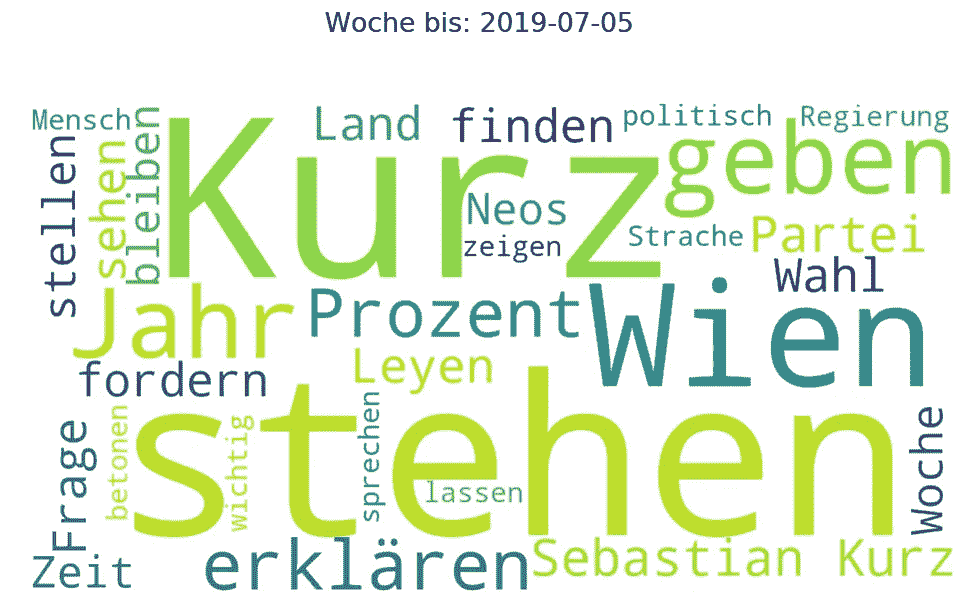 Woche bis: 2019-07-05
Mensch
Land
finden
politisch
Regierung
stellen
sehen
bleiben
Kurz
geben
Neos
zeigen
Strache
Partei
Wahl
Jahr
Prozent
Wien
fordern
Leyen
Frage
betonen
stehen
wichtig
sprechen
lassen
Woche
Zeit
erklären
Sebastian Kurz